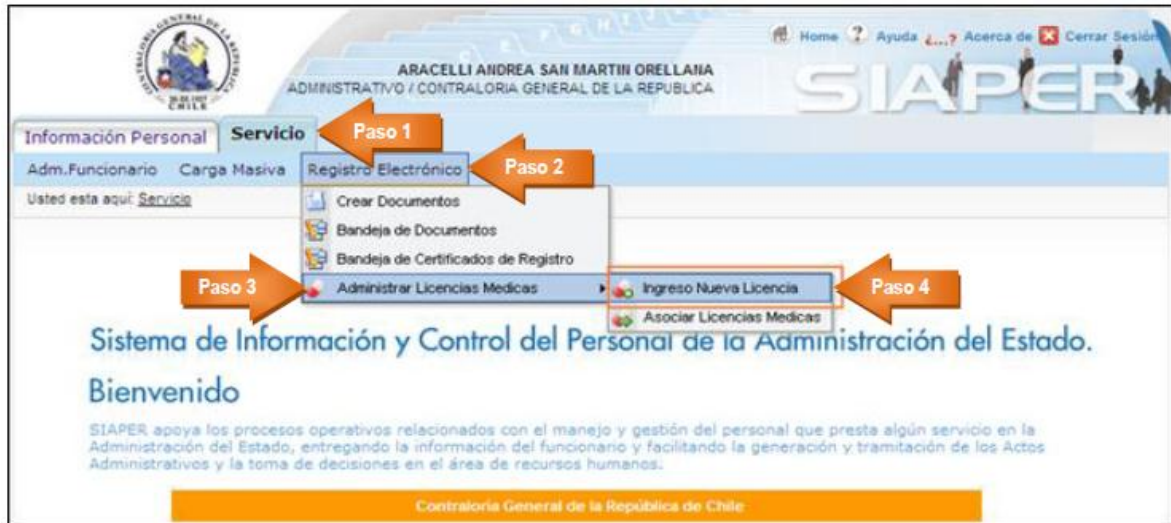 CONTRALORIA GENERAL DE LA REPUBLICA
CHILE
Home Ayuda ¿...? Acerca de Cerrar Sesión
ARACELLI ANDREA SAN MARTIN ORELLANA
ADMINISTRATIVO / CONTRALORIA GENERAL DE LA REPUBLICA
SIAPER
Información Personal Servicio Paso 1
Adm.Funcionario Carga Masiva Registro Electrónico Paso 2
Usted esta aquí: Servicio
Crear Documentos
Bandeja de Documentos
Bandeja de Certificados de Registro
Paso 3 Administrar Licencias Medicas Ingreso Nueva Licencia Paso 4
Asociar Licencias Medicas
Sistema de Información y Control del Personal de la Administración del Estado.
Bienvenido
SIAPER apoya los procesos operativos relacionados con el manejo y gestión del personal que presta algún servicio en la
Administración del Estado, entregando la información del funcionario y facilitando la generación y tramitación de los Actos
Administrativos y la toma de decisiones en el área de recursos humanos.
Contraloría General de la República de Chile